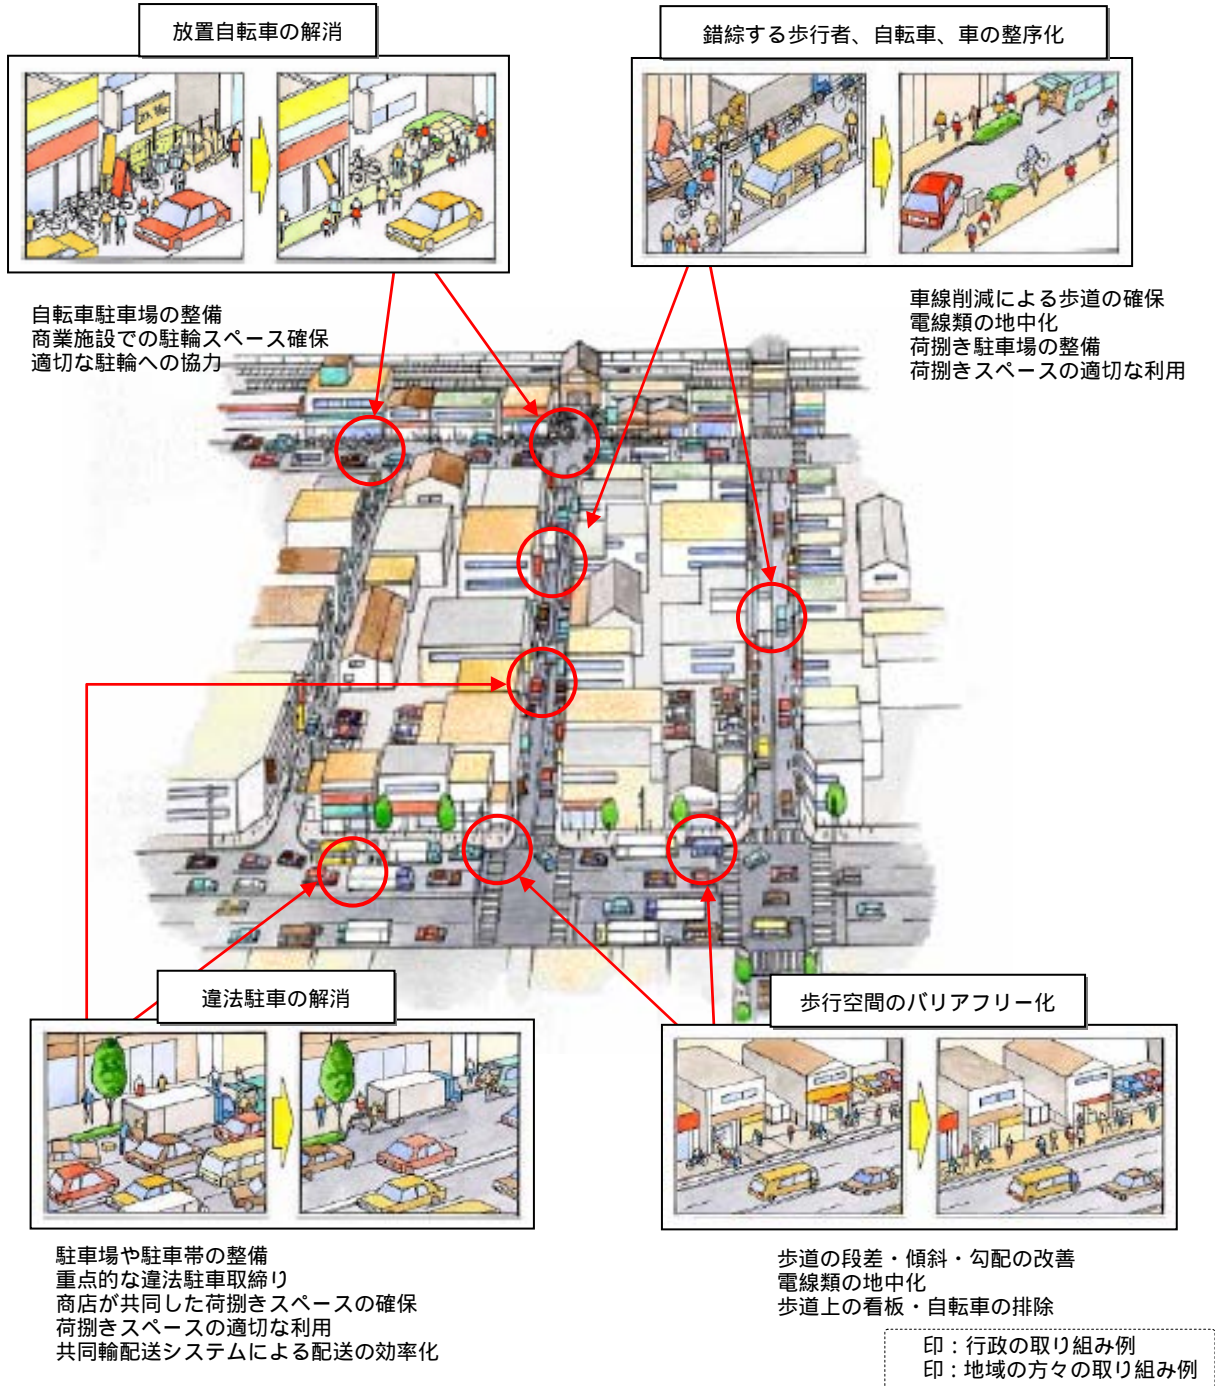 放置自転車の解消
錯綜する歩行者、自転車、車の整序化
自転車駐車場の整備
商業施設での駐輪スペース確保
適切な駐輪への協力
車線削減による歩道の確保
電線類の地中化
荷捌き駐車場の整備
荷捌きスペースの適切な利用
違法駐車の解消
歩行空間のバリアフリー化
駐車場や駐車帯の整備
重点的な違法駐車取締り
商店が共同した荷捌きスペースの確保
荷捌きスペースの適切な利用
共同輸配送システムによる配送の効率化
歩道の段差・傾斜・勾配の改善
電線類の地中化
歩道上の看板・自転車の排除
印：行政の取り組み例
印：地域の方々の取り組み例